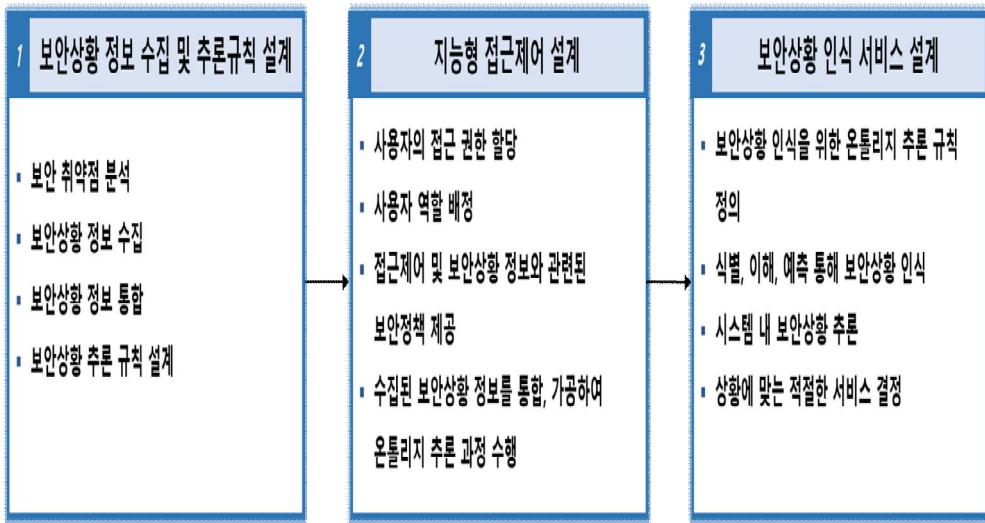 1 보안상황 정보 수집 및 추론규칙 설계
▪ 보안 취약점 분석
▪ 보안상황 정보 수집
▪ 보안상황 정보 통합
▪ 보안상황 추론 규칙 설계
2 지능형 접근제어 설계
▪ 사용자의 접근 권한 할당
▪ 사용자 역할 배정
▪ 접근제어 및 보안상황 정보와 관련된
보안정책 제공
▪ 수집된 보안상황 정보를 통합, 가공하여
온톨리지 추론 과정 수행
3 보안상황 인식 서비스 설계
▪ 보안상황 인식을 위한 온톨리지 추론 규칙
정의
▪ 식별, 이해, 예측 통해 보안상황 인식
▪ 시스템 내 보안상황 추론
▪ 상황에 맞는 적절한 서비스 결정